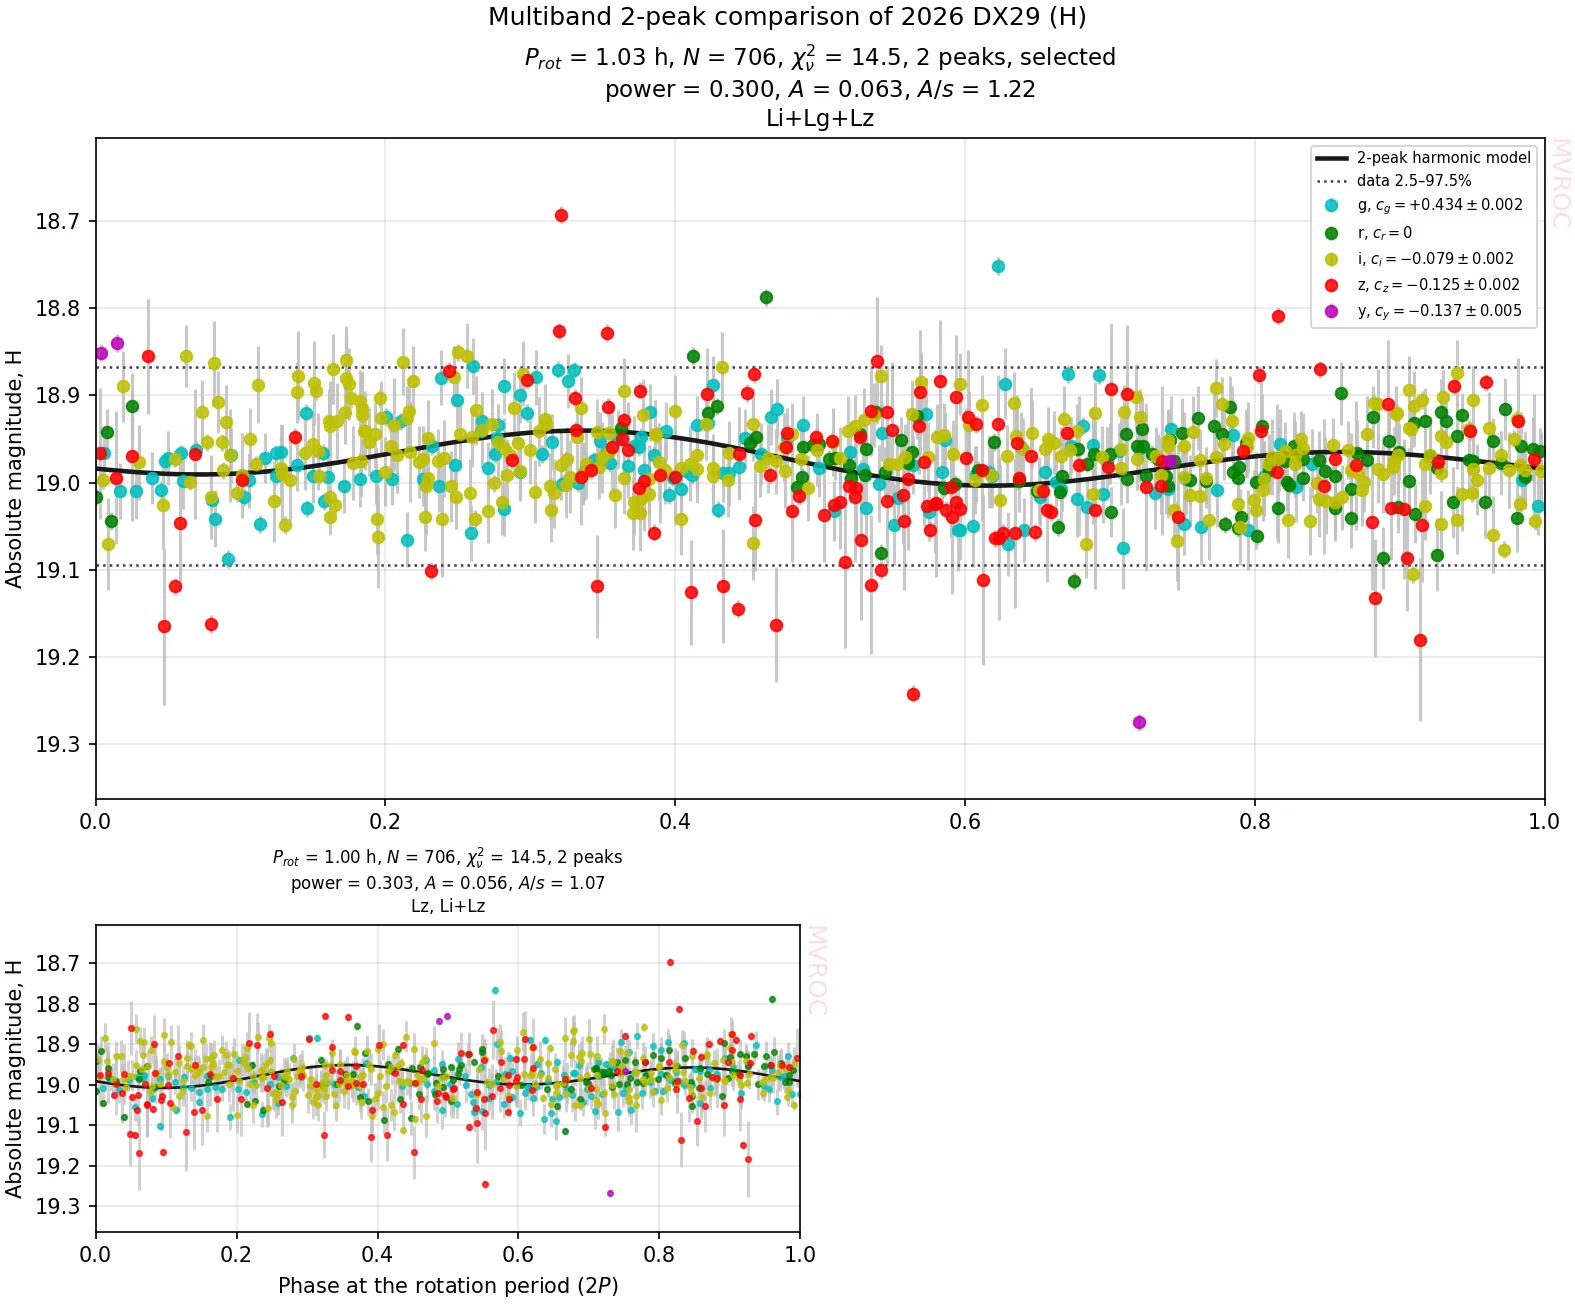 Multiband 2-peak comparison of 2026 DX29 (H)
P_rot = 1.03 h, N = 706, χ²_ν = 14.5, 2 peaks, selected
power = 0.300, A = 0.063, A/s = 1.22
Li+Lg+Lz
2-peak harmonic model
data 2.5–97.5%
g, c_g = +0.434 ± 0.002
r, c_r = 0
i, c_i = −0.079 ± 0.002
z, c_z = −0.125 ± 0.002
y, c_y = −0.137 ± 0.005
MVROC
Absolute magnitude, H
18.7
18.8
18.9
19.0
19.1
19.2
19.3
0.0 0.2 0.4 0.6 0.8 1.0
P_rot = 1.00 h, N = 706, χ²_ν = 14.5, 2 peaks
power = 0.303, A = 0.056, A/s = 1.07
Lz, Li+Lz
MVROC
Absolute magnitude, H
18.7
18.8
18.9
19.0
19.1
19.2
19.3
0.0 0.2 0.4 0.6 0.8 1.0
Phase at the rotation period (2P)